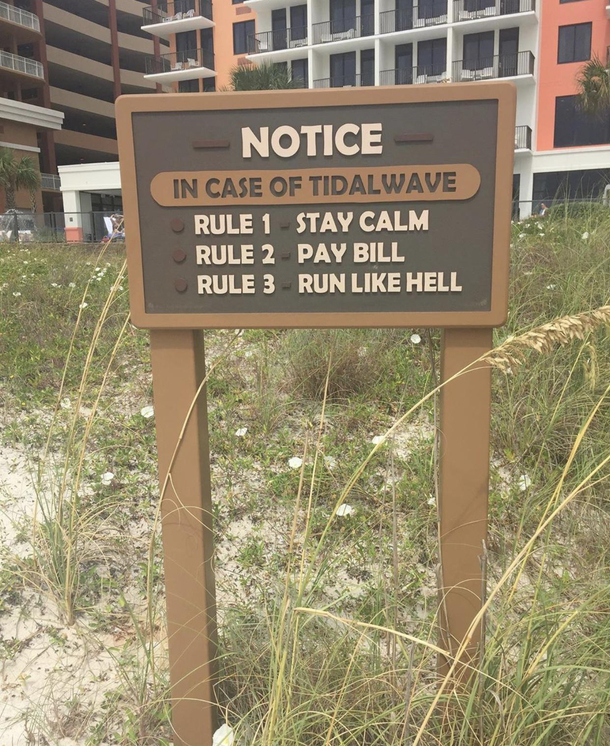 NOTICE
IN CASE OF TIDALWAVE
RULE 1 - STAY CALM
RULE 2 - PAY BILL
RULE 3 - RUN LIKE HELL